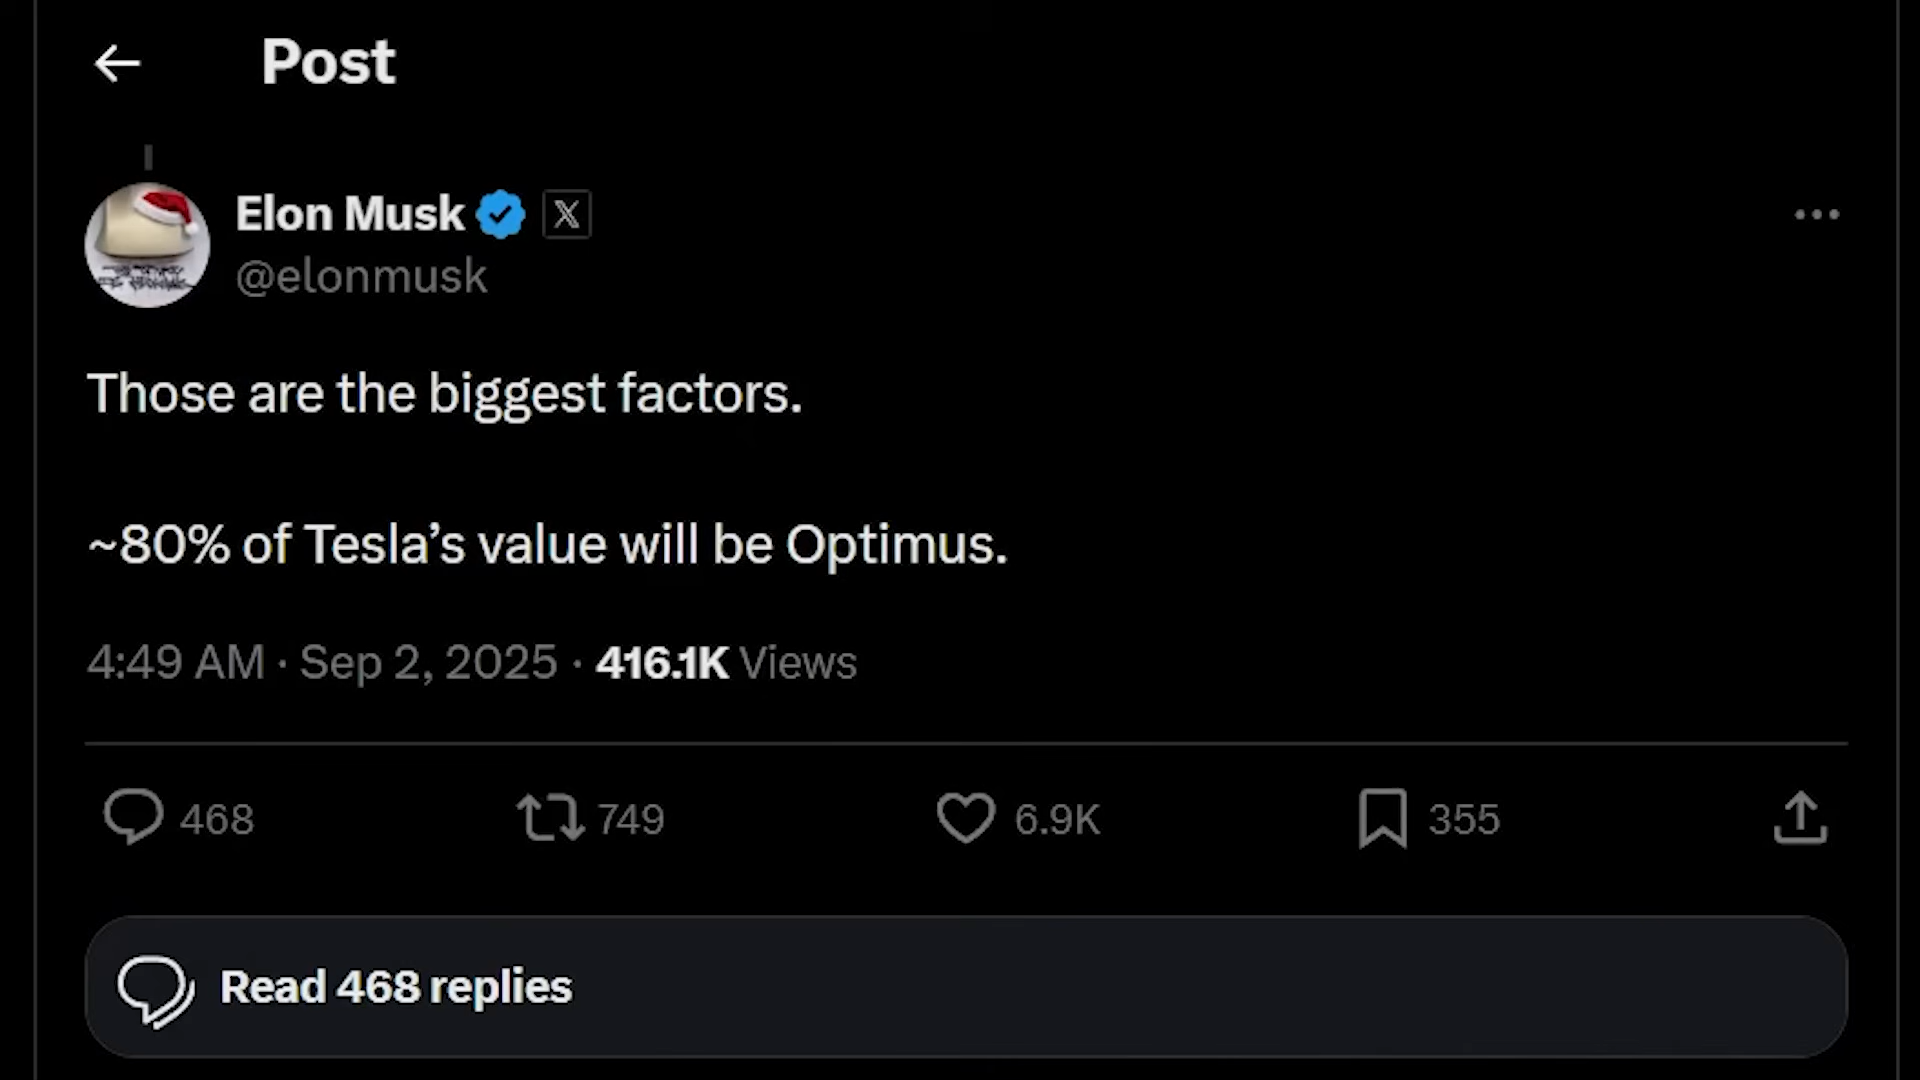 Post
Elon Musk
@elonmusk
Those are the biggest factors.
~80% of Tesla’s value will be Optimus.
4:49 AM · Sep 2, 2025 · 416.1K Views
468 749 6.9K 355
Read 468 replies